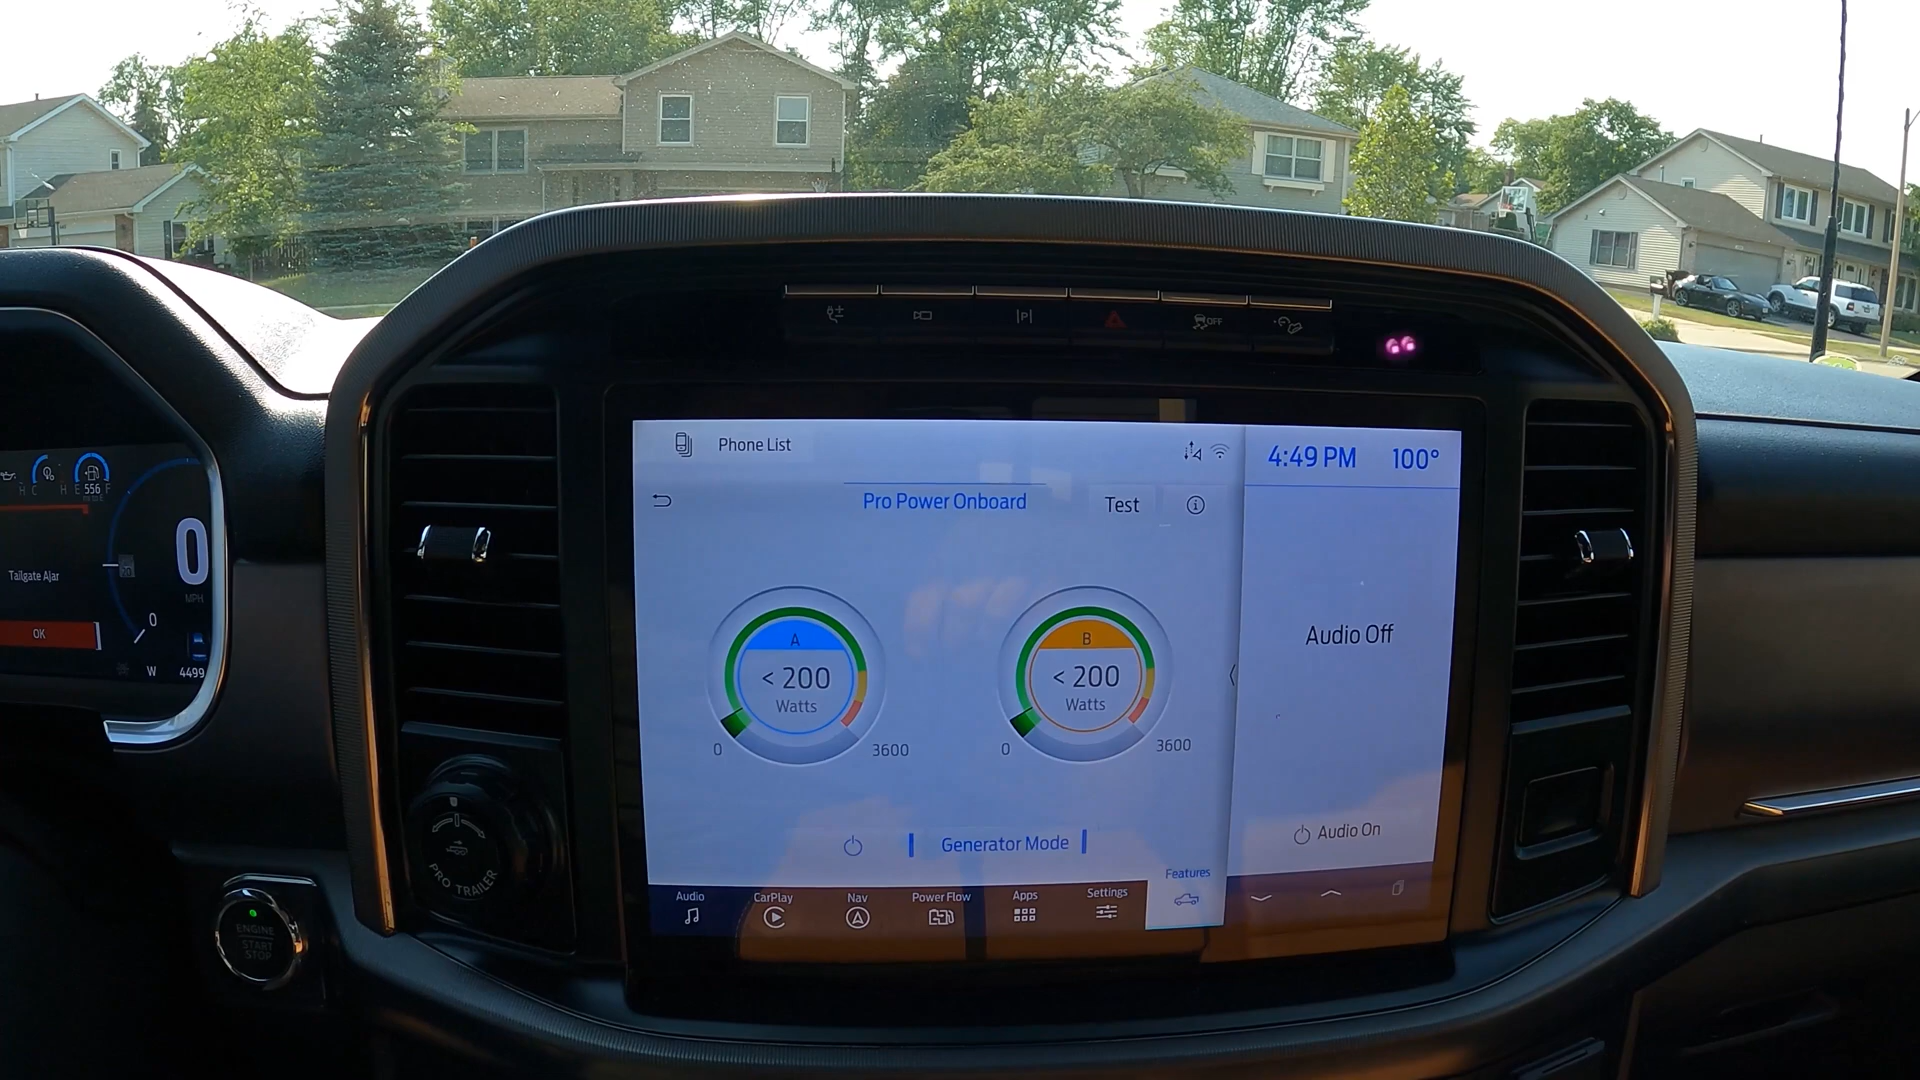 |P|
OFF
Phone List
4:49 PM 100°
Pro Power Onboard Test
A
< 200
Watts
0 3600
B
< 200
Watts
0 3600
Audio Off
Generator Mode
Audio On
Audio
CarPlay
Nav
Power Flow
Apps
Settings
Features
H C H E 556 F
Tailgate Ajar
OK
0
MPH
0
W 4499
PRO TRAILER
ENGINE
START
STOP